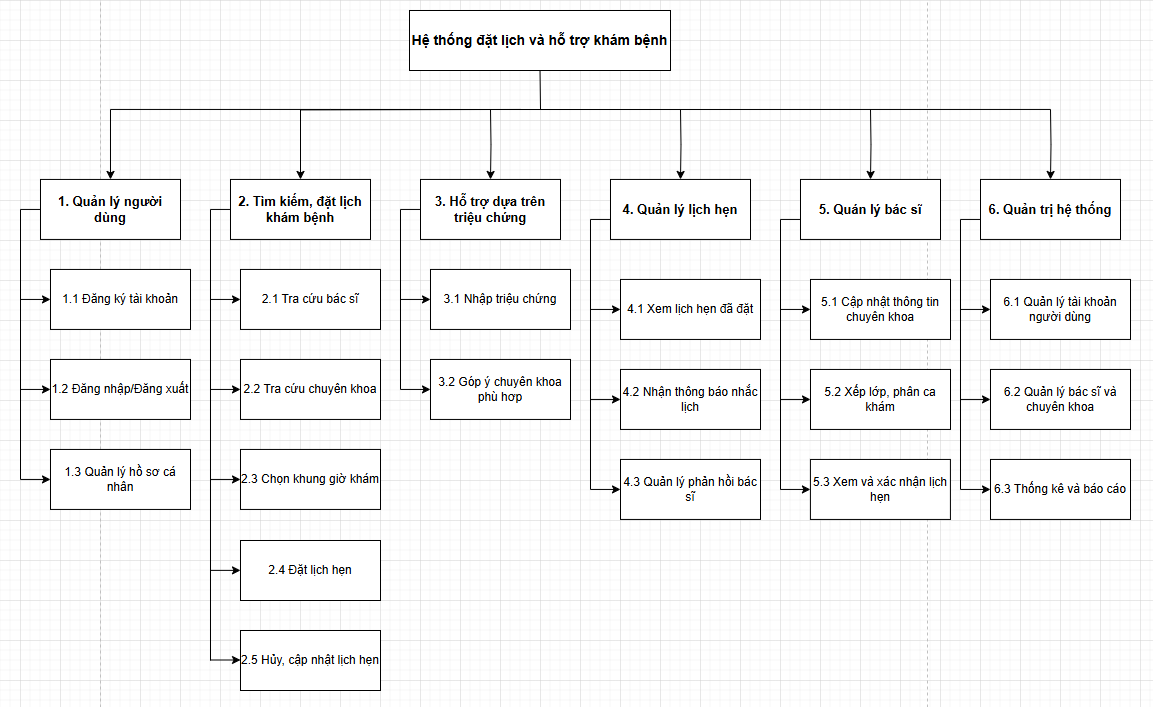 Hệ thống đặt lịch và hỗ trợ khám bệnh
1. Quản lý người
dùng
2. Tìm kiếm, đặt lịch
khám bệnh
3. Hỗ trợ dựa trên
triệu chứng
4. Quản lý lịch hẹn
5. Quán lý bác sĩ
6. Quản trị hệ thống
1.1 Đăng ký tài khoản
1.2 Đăng nhập/Đăng xuất
1.3 Quản lý hồ sơ cá
nhân
2.1 Tra cứu bác sĩ
2.2 Tra cứu chuyên khoa
2.3 Chọn khung giờ khám
2.4 Đặt lịch hẹn
2.5 Hủy, cập nhật lịch hẹn
3.1 Nhập triệu chứng
3.2 Góp ý chuyên khoa
phù hơp
4.1 Xem lịch hẹn đã đặt
4.2 Nhận thông báo nhắc
lịch
4.3 Quản lý phản hồi bác
sĩ
5.1 Cập nhật thông tin
chuyên khoa
5.2 Xếp lớp, phân ca
khám
5.3 Xem và xác nhận lịch
hẹn
6.1 Quản lý tài khoản
người dùng
6.2 Quản lý bác sĩ và
chuyên khoa
6.3 Thống kê và báo cáo